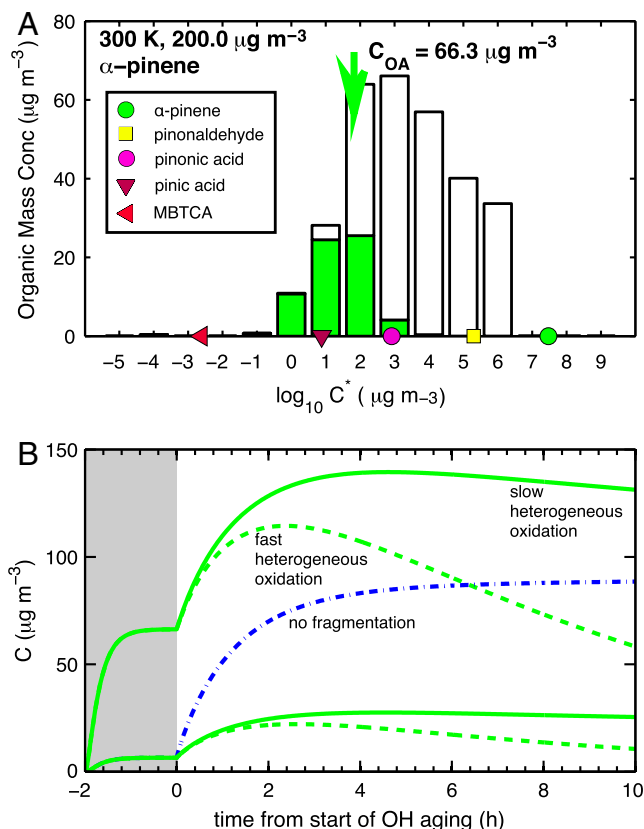 A
300 K, 200.0 μg m⁻³
α−pinene
C_OA = 66.3 μg m⁻³
α-pinene
pinonaldehyde
pinonic acid
pinic acid
MBTCA
Organic Mass Conc (μg m⁻³)
80
60
40
20
0
−5 −4 −3 −2 −1 0 1 2 3 4 5 6 7 8 9
log₁₀ C* ( μg m−3)
B
C (μg m⁻³)
150
100
50
0
slow
heterogeneous
oxidation
fast
heterogeneous
oxidation
no fragmentation
−2 0 2 4 6 8 10
time from start of OH aging (h)